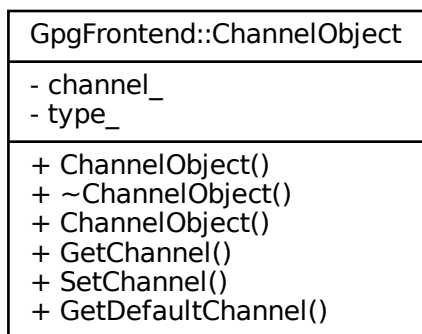 GpgFrontend::ChannelObject
- channel_
- type_
+ ChannelObject()
+ ~ChannelObject()
+ ChannelObject()
+ GetChannel()
+ SetChannel()
+ GetDefaultChannel()